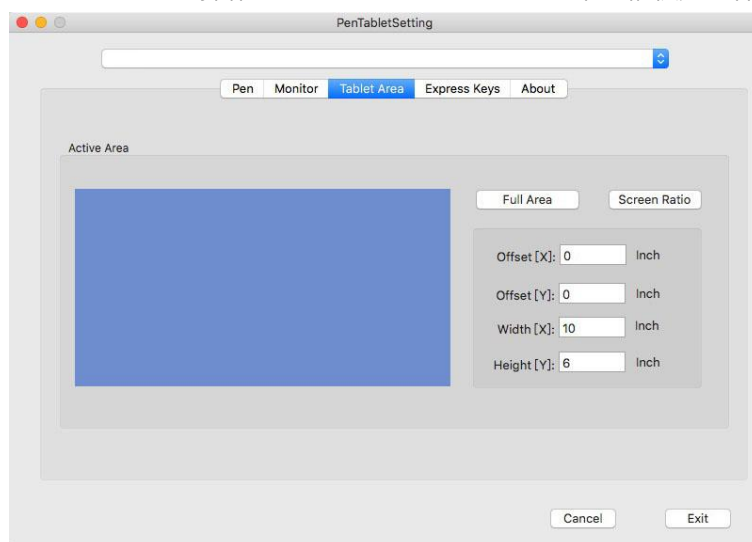 PenTabletSetting
Pen Monitor Tablet Area Express Keys About
Active Area
Full Area Screen Ratio
Offset [X]: 0 Inch
Offset [Y]: 0 Inch
Width [X]: 10 Inch
Height [Y]: 6 Inch
Cancel Exit